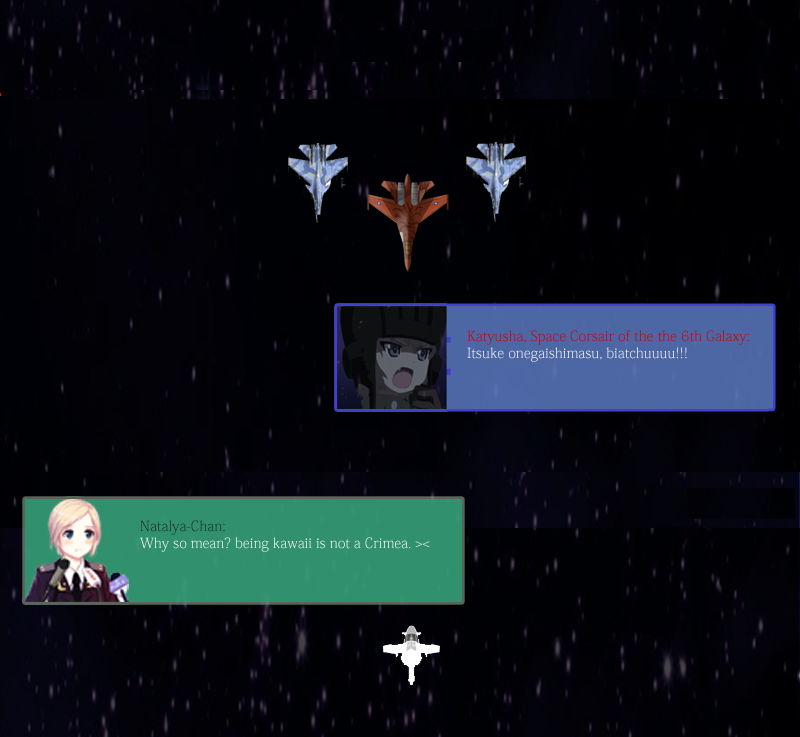 Katyusha, Space Corsair of the the 6th Galaxy:
Itsuke onegaishimasu, biatchuuuu!!!
Natalya-Chan:
Why so mean? being kawaii is not a Crimea. ><